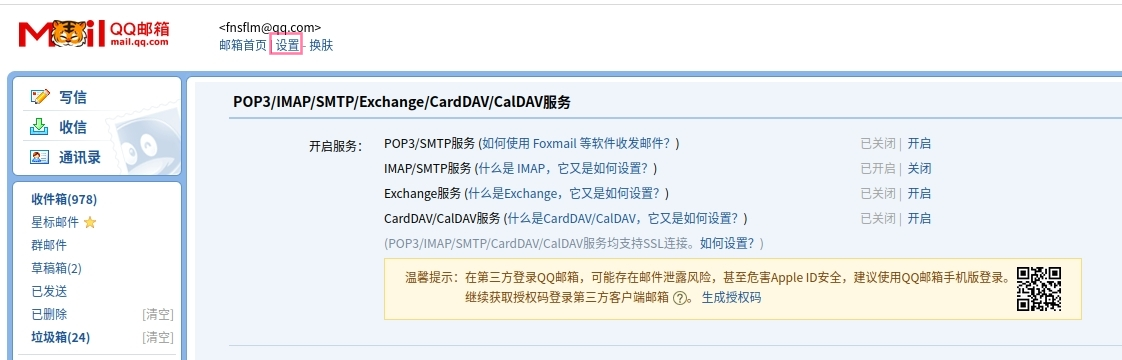 Mail QQ邮箱 mail.qq.com
<fnsflm@qq.com>
邮箱首页 | 设置 - 换肤
写信
收信
通讯录
收件箱(978)
星标邮件
群邮件
草稿箱(2)
已发送
已删除 [清空]
垃圾箱(24) [清空]
POP3/IMAP/SMTP/Exchange/CardDAV/CalDAV服务
开启服务： POP3/SMTP服务 (如何使用 Foxmail 等软件收发邮件？) 已关闭 | 开启
IMAP/SMTP服务 (什么是 IMAP，它又是如何设置？) 已开启 | 关闭
Exchange服务 (什么是Exchange，它又是如何设置？) 已关闭 | 开启
CardDAV/CalDAV服务 (什么是CardDAV/CalDAV，它又是如何设置？) 已关闭 | 开启
(POP3/IMAP/SMTP/CardDAV/CalDAV服务均支持SSL连接。如何设置？)
温馨提示：在第三方登录QQ邮箱，可能存在邮件泄露风险，甚至危害Apple ID安全，建议使用QQ邮箱手机版登录。
继续获取授权码登录第三方客户端邮箱 ?。 生成授权码